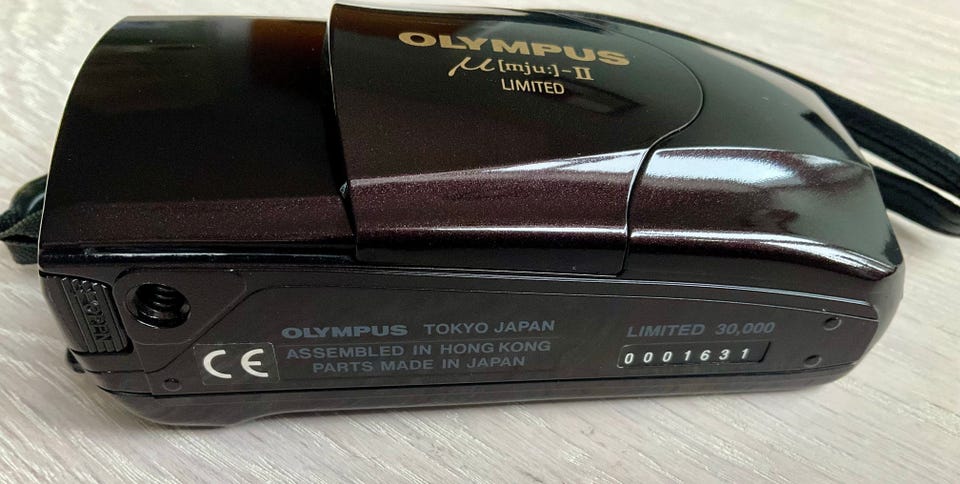 OLYMPUS
µ[mju:]-II
LIMITED
OPEN
OLYMPUS TOKYO JAPAN
ASSEMBLED IN HONG KONG
PARTS MADE IN JAPAN
CE
LIMITED 30,000
0001631